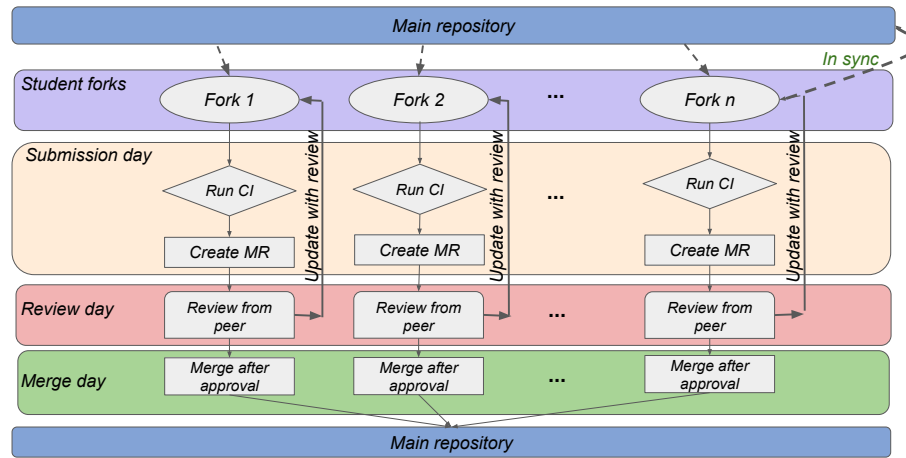 Main repository
In sync
Student forks
Fork 1
Fork 2
...
Fork n
Submission day
Run CI
Run CI
...
Run CI
Update with review
Update with review
Update with review
Create MR
Create MR
Create MR
Review day
Review from
peer
Review from
peer
...
Review from
peer
Merge day
Merge after
approval
Merge after
approval
...
Merge after
approval
Main repository